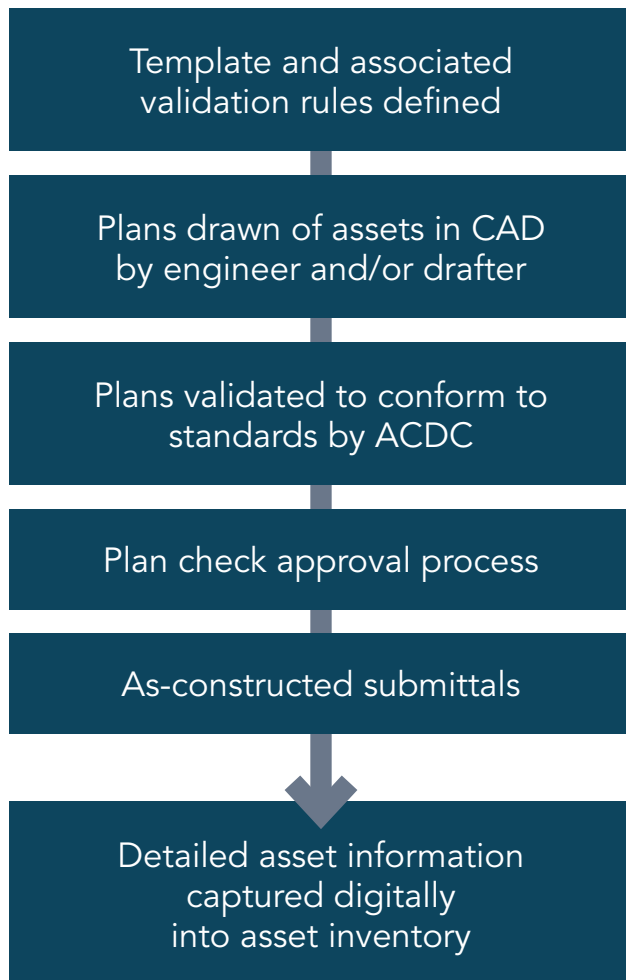 Template and associated
validation rules defined
Plans drawn of assets in CAD
by engineer and/or drafter
Plans validated to conform to
standards by ACDC
Plan check approval process
As-constructed submittals
Detailed asset information
captured digitally
into asset inventory